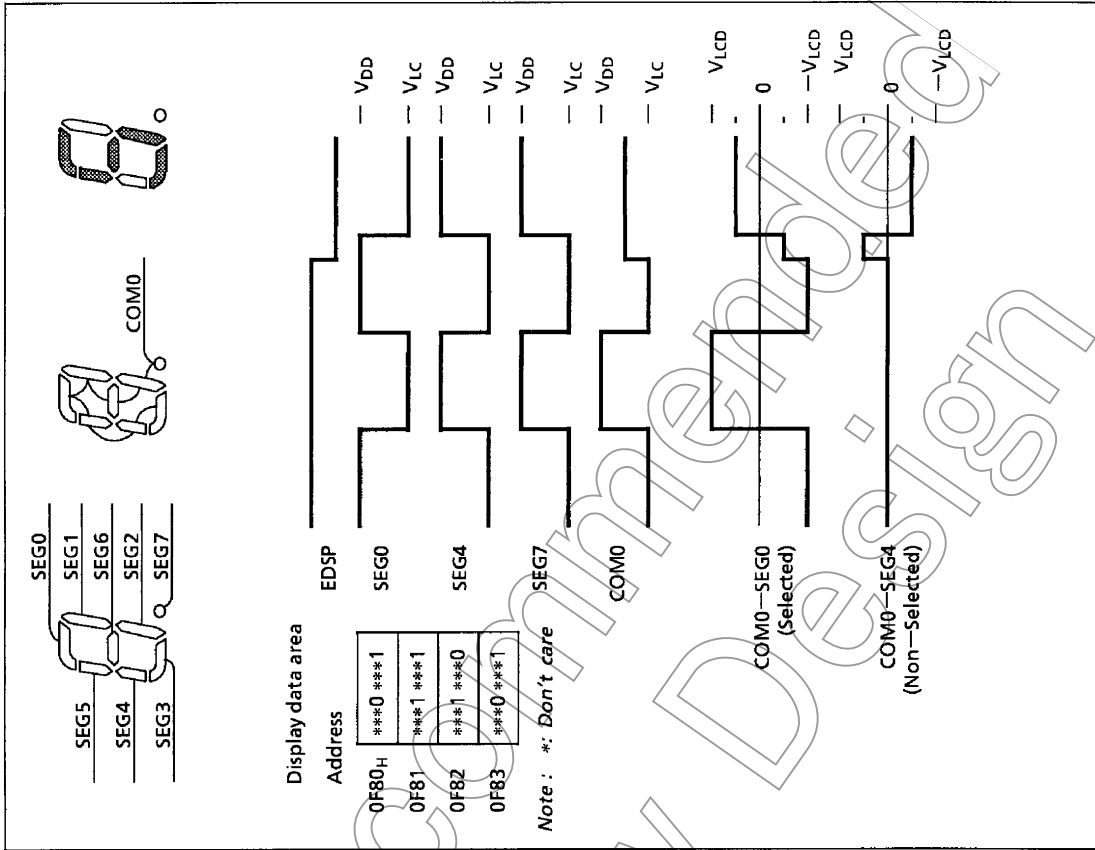 SEG0
SEG1
SEG6
SEG2
SEG7
SEG5
SEG4
SEG3
COM0
Display data area
Address
0F80H ***0 ***1
0F81 ***1 ***1
0F82 ***1 ***0
0F83 ***0 ***1
Note : *: Don't care
EDSP
SEG0
VDD
VLC
SEG4
VDD
VLC
SEG7
VDD
VLC
COM0
VDD
VLC
COM0—SEG0
(Selected)
VLCD
0
—VLCD
COM0—SEG4
(Non—Selected)
VLCD
0
—VLCD
commended
Design